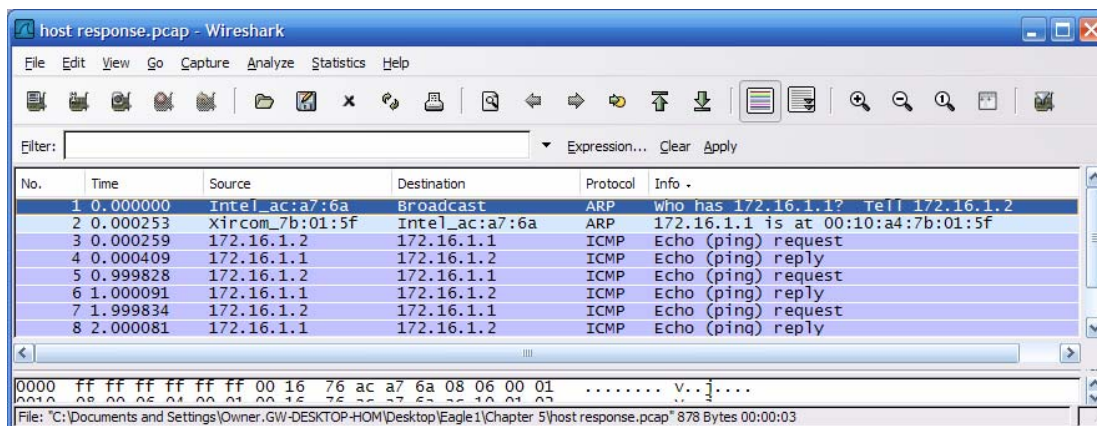 host response.pcap - Wireshark
File Edit View Go Capture Analyze Statistics Help
Filter: Expression... Clear Apply
No. Time Source Destination Protocol Info
1 0.000000 Intel_ac:a7:6a Broadcast ARP Who has 172.16.1.1? Tell 172.16.1.2
2 0.000253 Xircom_7b:01:5f Intel_ac:a7:6a ARP 172.16.1.1 is at 00:10:a4:7b:01:5f
3 0.000259 172.16.1.2 172.16.1.1 ICMP Echo (ping) request
4 0.000409 172.16.1.1 172.16.1.2 ICMP Echo (ping) reply
5 0.999828 172.16.1.2 172.16.1.1 ICMP Echo (ping) request
6 1.000091 172.16.1.1 172.16.1.2 ICMP Echo (ping) reply
7 1.999834 172.16.1.2 172.16.1.1 ICMP Echo (ping) request
8 2.000081 172.16.1.1 172.16.1.2 ICMP Echo (ping) reply
0000 ff ff ff ff ff ff 00 16 76 ac a7 6a 08 06 00 01 ........ v..j....
File: "C:\Documents and Settings\Owner.GW-DESKTOP-HOM\Desktop\Eagle1\Chapter 5\host response.pcap" 878 Bytes 00:00:03